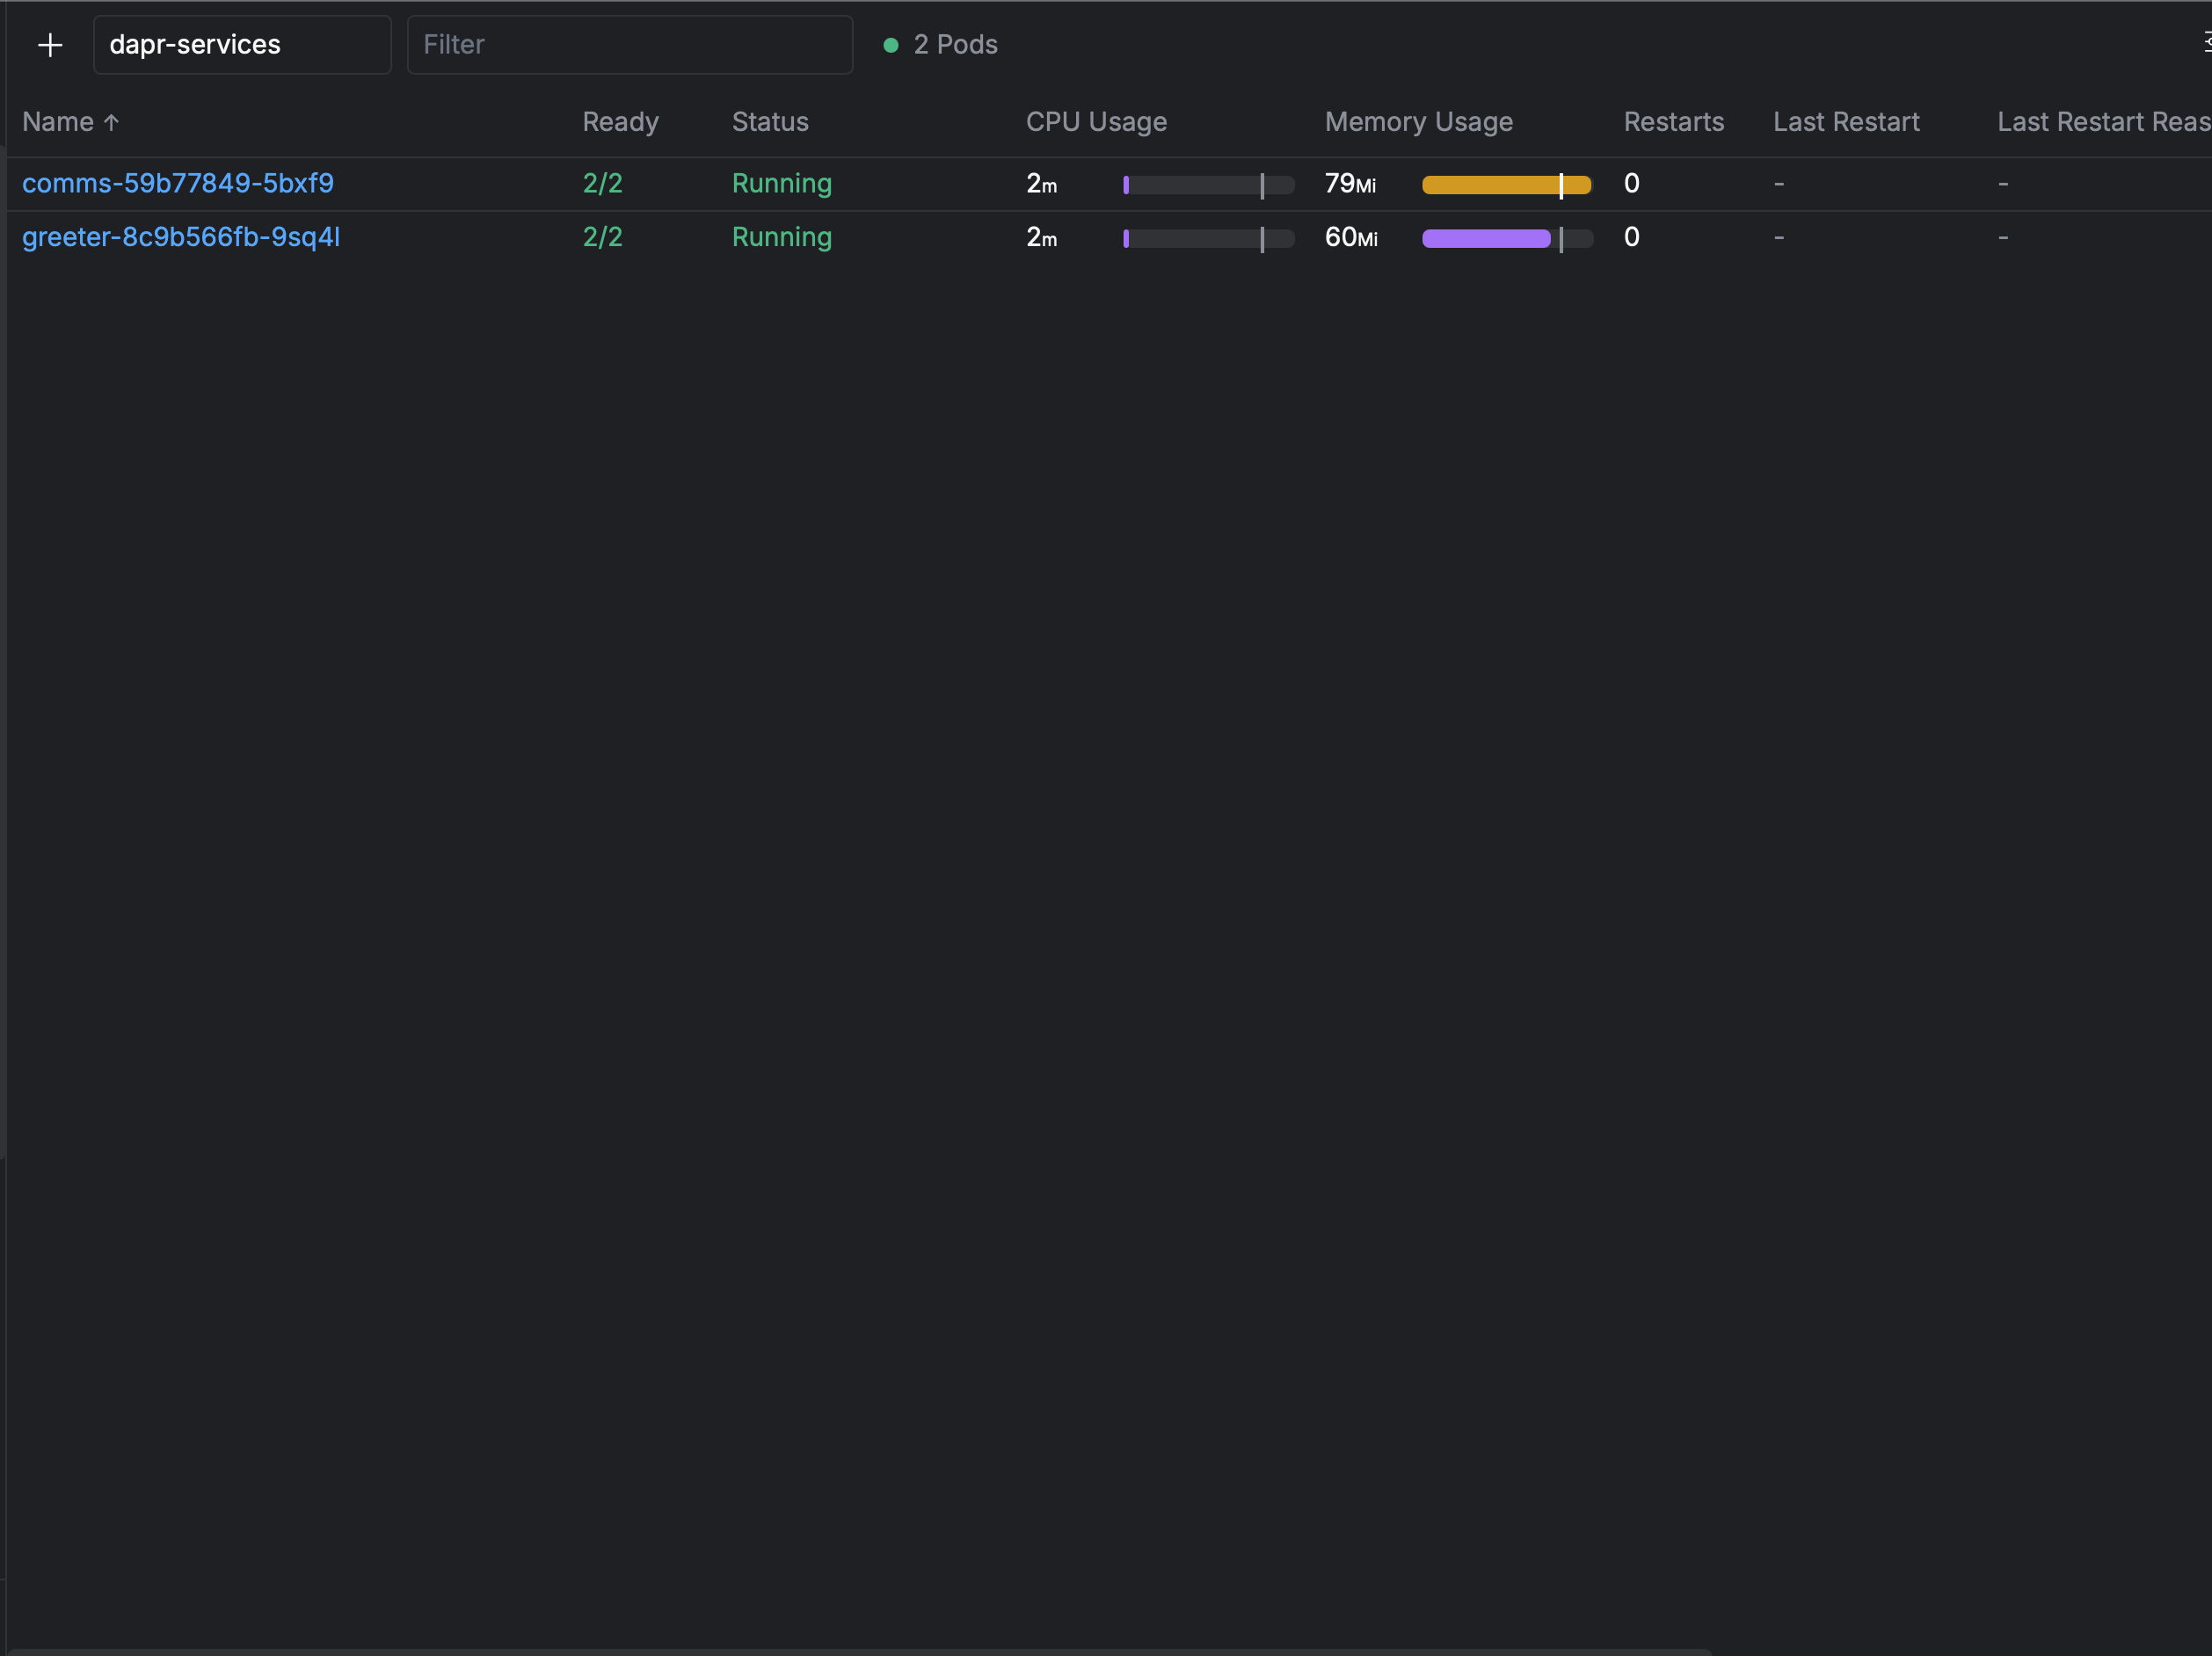 dapr-services Filter 2 Pods
Name ↑ Ready Status CPU Usage Memory Usage Restarts Last Restart Last Restart Reas
comms-59b77849-5bxf9 2/2 Running 2m 79Mi 0 - -
greeter-8c9b566fb-9sq4l 2/2 Running 2m 60Mi 0 - -